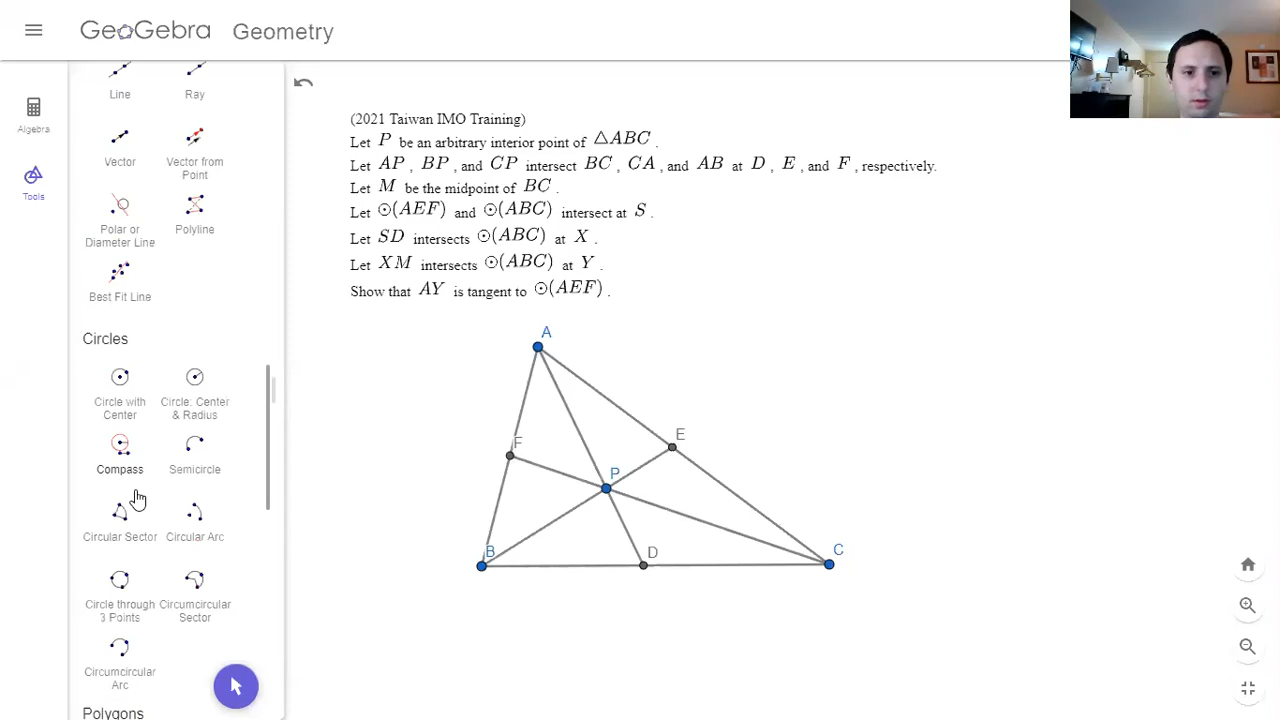 GeoGebra Geometry
Algebra
Tools
Line Ray
Vector Vector from Point
Polar or Diameter Line Polyline
Best Fit Line
Circles
Circle with Center Circle: Center & Radius
Compass Semicircle
Circular Sector Circular Arc
Circle through 3 Points Circumcircular Sector
Circumcircular Arc
Polygons
(2021 Taiwan IMO Training)
Let P be an arbitrary interior point of △ABC .
Let AP , BP , and CP intersect BC , CA , and AB at D , E , and F , respectively.
Let M be the midpoint of BC .
Let ⊙(AEF) and ⊙(ABC) intersect at S .
Let SD intersects ⊙(ABC) at X .
Let XM intersects ⊙(ABC) at Y .
Show that AY is tangent to ⊙(AEF) .
A
E
F
P
B
D
C